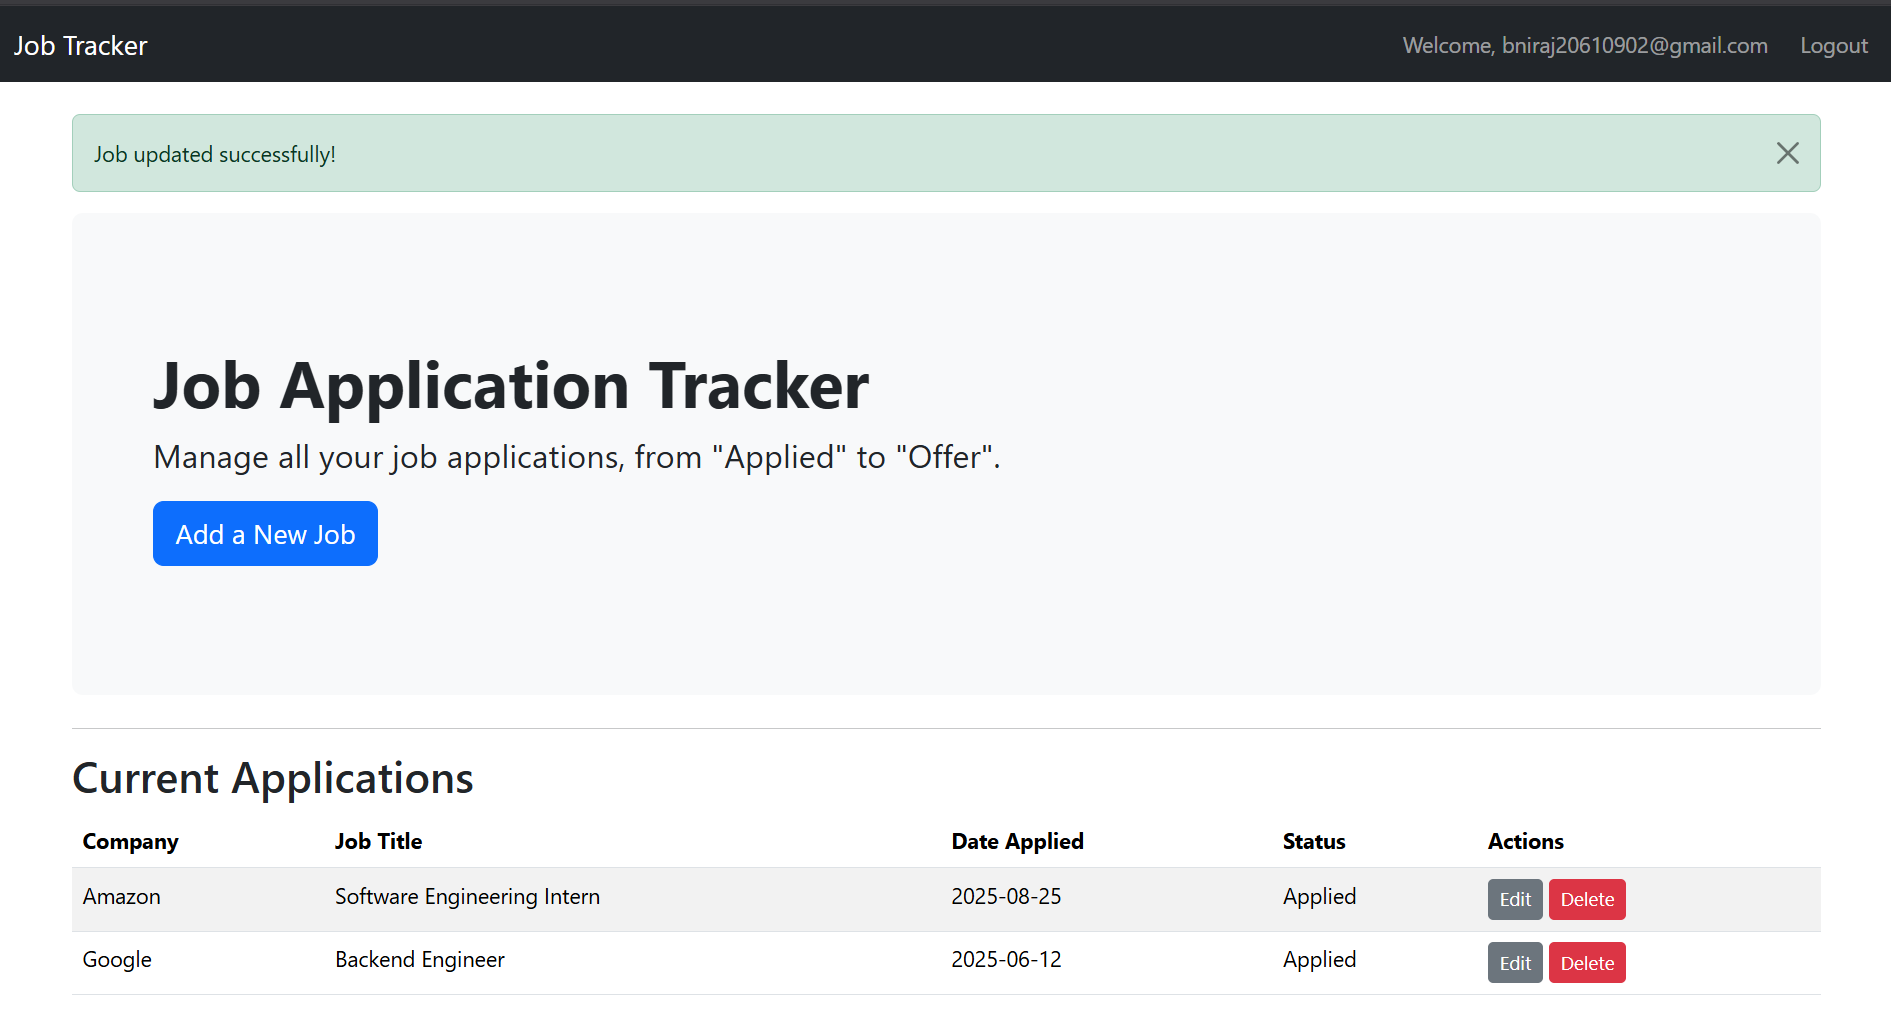 Job Tracker Welcome, bniraj20610902@gmail.com Logout
Job updated successfully!
Job Application Tracker
Manage all your job applications, from "Applied" to "Offer".
Add a New Job
Current Applications
Company Job Title Date Applied Status Actions
Amazon Software Engineering Intern 2025-08-25 Applied Edit Delete
Google Backend Engineer 2025-06-12 Applied Edit Delete